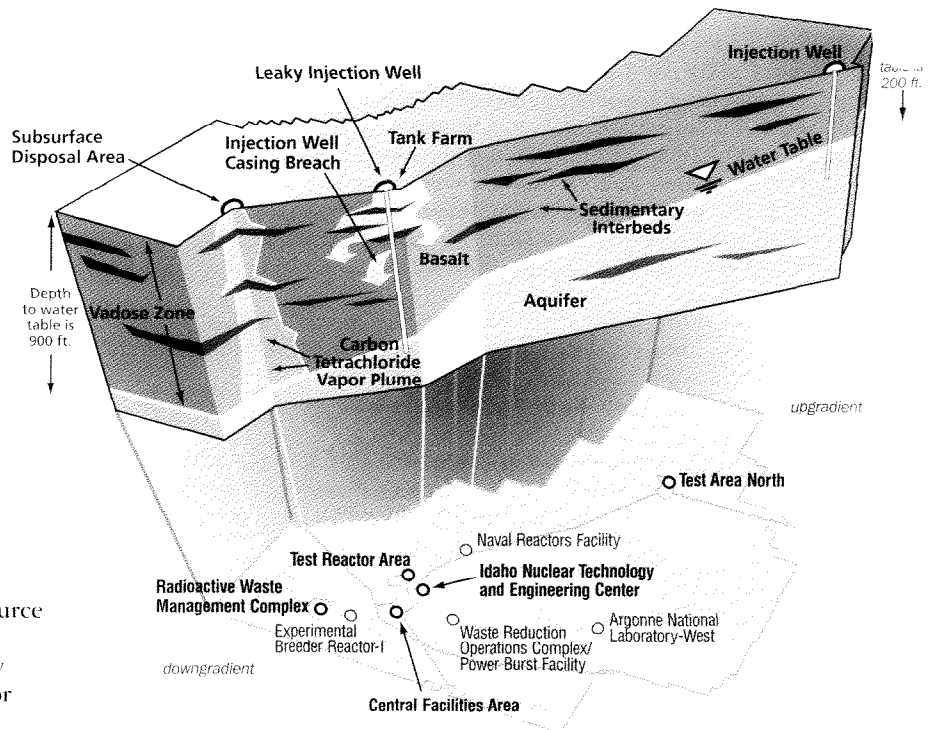 Injection Well
table is
200 ft.
Leaky Injection Well
Subsurface
Disposal Area
Injection Well
Casing Breach
Tank Farm
Water Table
Sedimentary
Interbeds
Basalt
Aquifer
Depth
to water
table is
900 ft.
Vadose Zone
Carbon
Tetrachloride
Vapor Plume
upgradient
Test Area North
Naval Reactors Facility
Test Reactor Area
Idaho Nuclear Technology
and Engineering Center
Radioactive Waste
Management Complex
Experimental
Breeder Reactor-I
Waste Reduction
Operations Complex/
Power Burst Facility
Argonne National
Laboratory-West
downgradient
Central Facilities Area